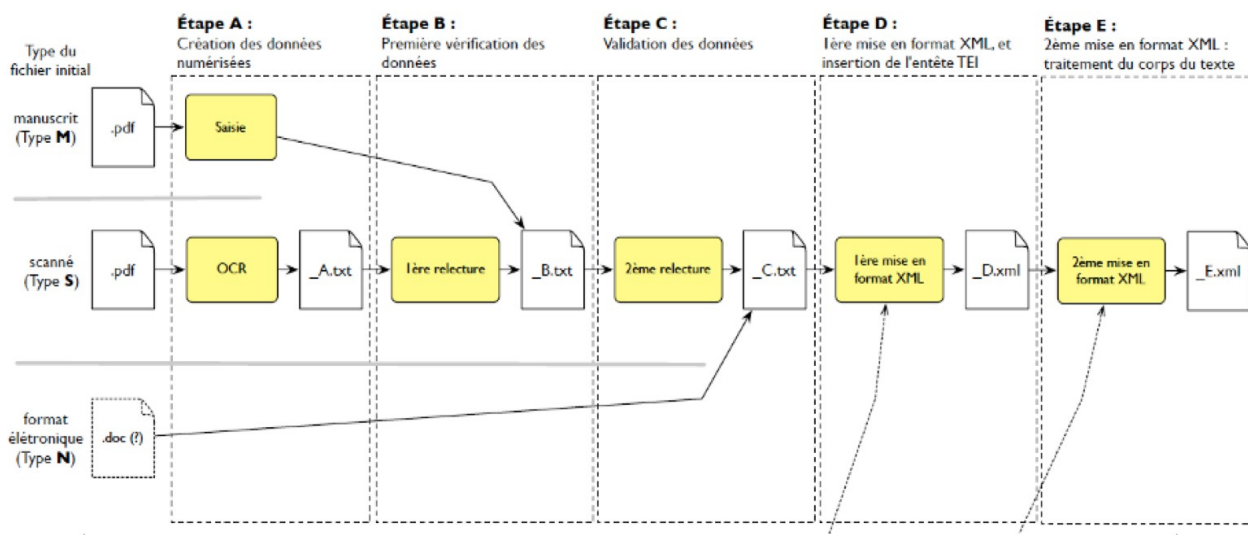 Étape A :
Création des données
numérisées
Étape B :
Première vérification des
données
Étape C :
Validation des données
Étape D :
1ère mise en format XML, et
insertion de l'entête TEI
Étape E :
2ème mise en format XML :
traitement du corps du texte
Type du
fichier initial
manuscrit
(Type M)
.pdf
Saisie
scanné
(Type S)
.pdf
OCR
_A.txt
1ère relecture
_B.txt
2ème relecture
_C.txt
1ère mise en
format XML
_D.xml
2ème mise en
format XML
_E.xml
format
élétronique
(Type N)
.doc (?)